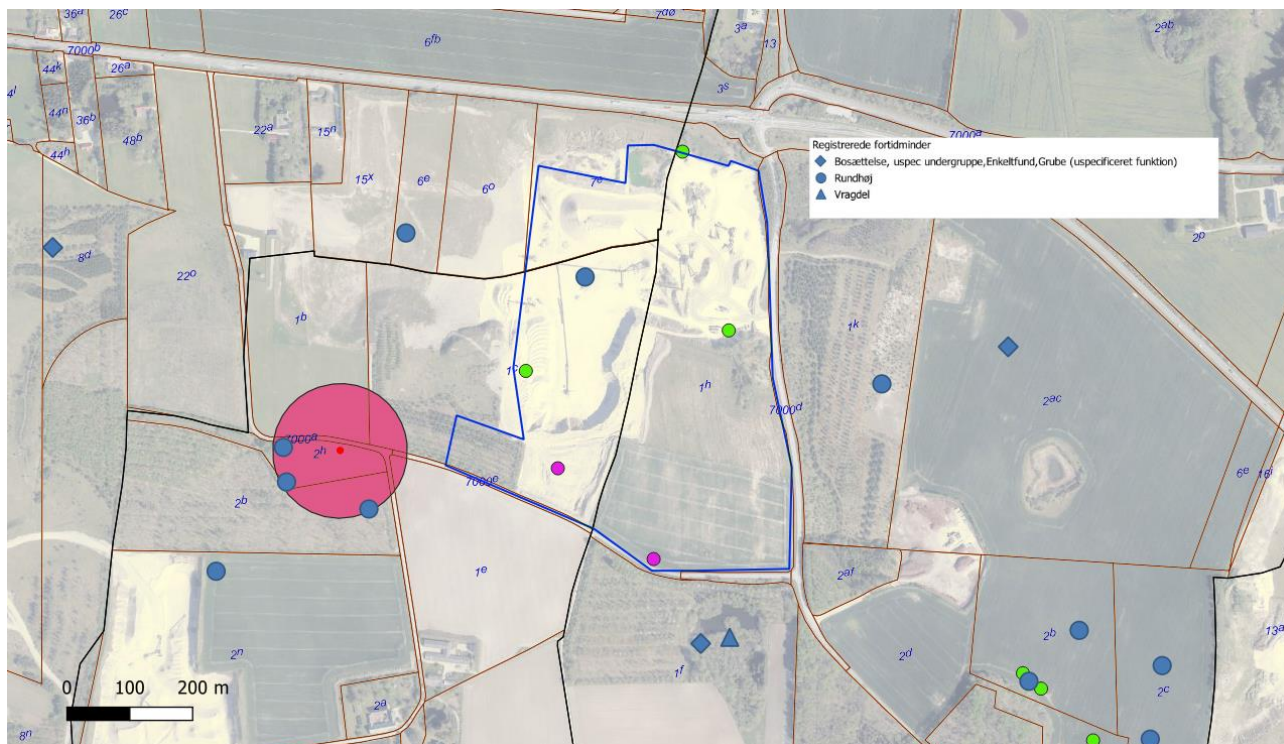 36ª
26ᶜ
7ᵈᵒ
3ª
13
2ᵃᵇ
7000ᵇ
6ᶠᵇ
44ᵏ
26ª
3ˢ
4ˡ
44ⁿ
36ᵇ
48ᵇ
22ª
15ⁿ
7000ᵃ
44ʰ
Registrerede fortidminder
Bosættelse, uspec undergruppe,Enkeltfund,Grube (uspecificeret funktion)
Rundhøj
Vragdel
15ˣ
6ᵉ
6ᵒ
7ᵉ
8ᵈ
22ᵒ
2ᵖ
1ᵇ
1ᵏ
1ᶜ
1ʰ
7000ᵈ
2ᵃᶜ
7000ª
2ʰ
7000ᵉ
6ᵉ
16ⁱ
2ᵇ
1ᵉ
2ᵃᶠ
2ⁿ
1ᶠ
2ᵈ
2ᵇ
2ᶜ
13ª
0 100 200 m
2ª
8ⁿ